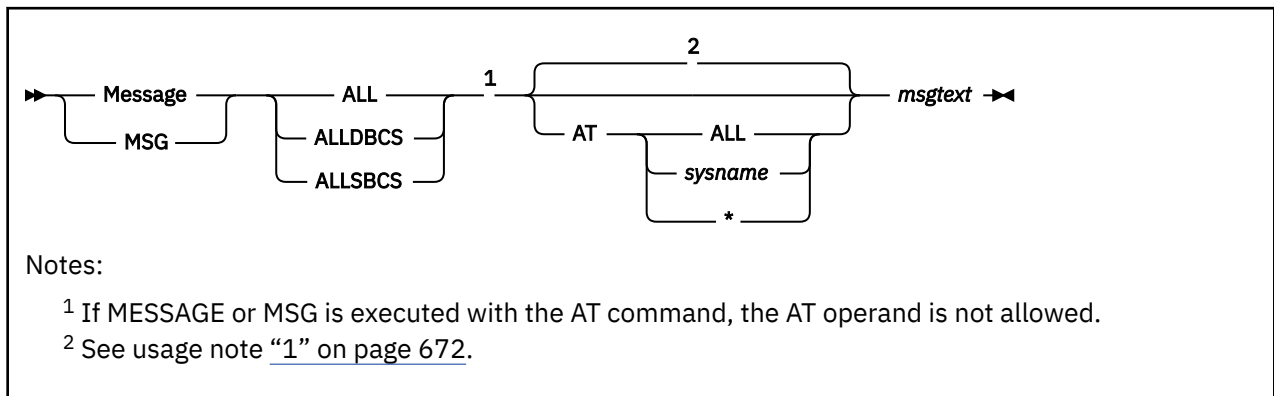 2
Message ALL 1 msgtext
MSG ALLDBCS AT ALL
ALLSBCS sysname
*
Notes:
1 If MESSAGE or MSG is executed with the AT command, the AT operand is not allowed.
2 See usage note “1” on page 672.